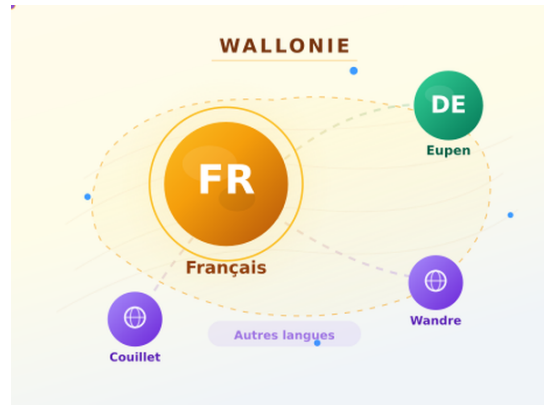 WALLONIE
DE
Eupen
FR
Français
Wandre
Autres langues
Couillet